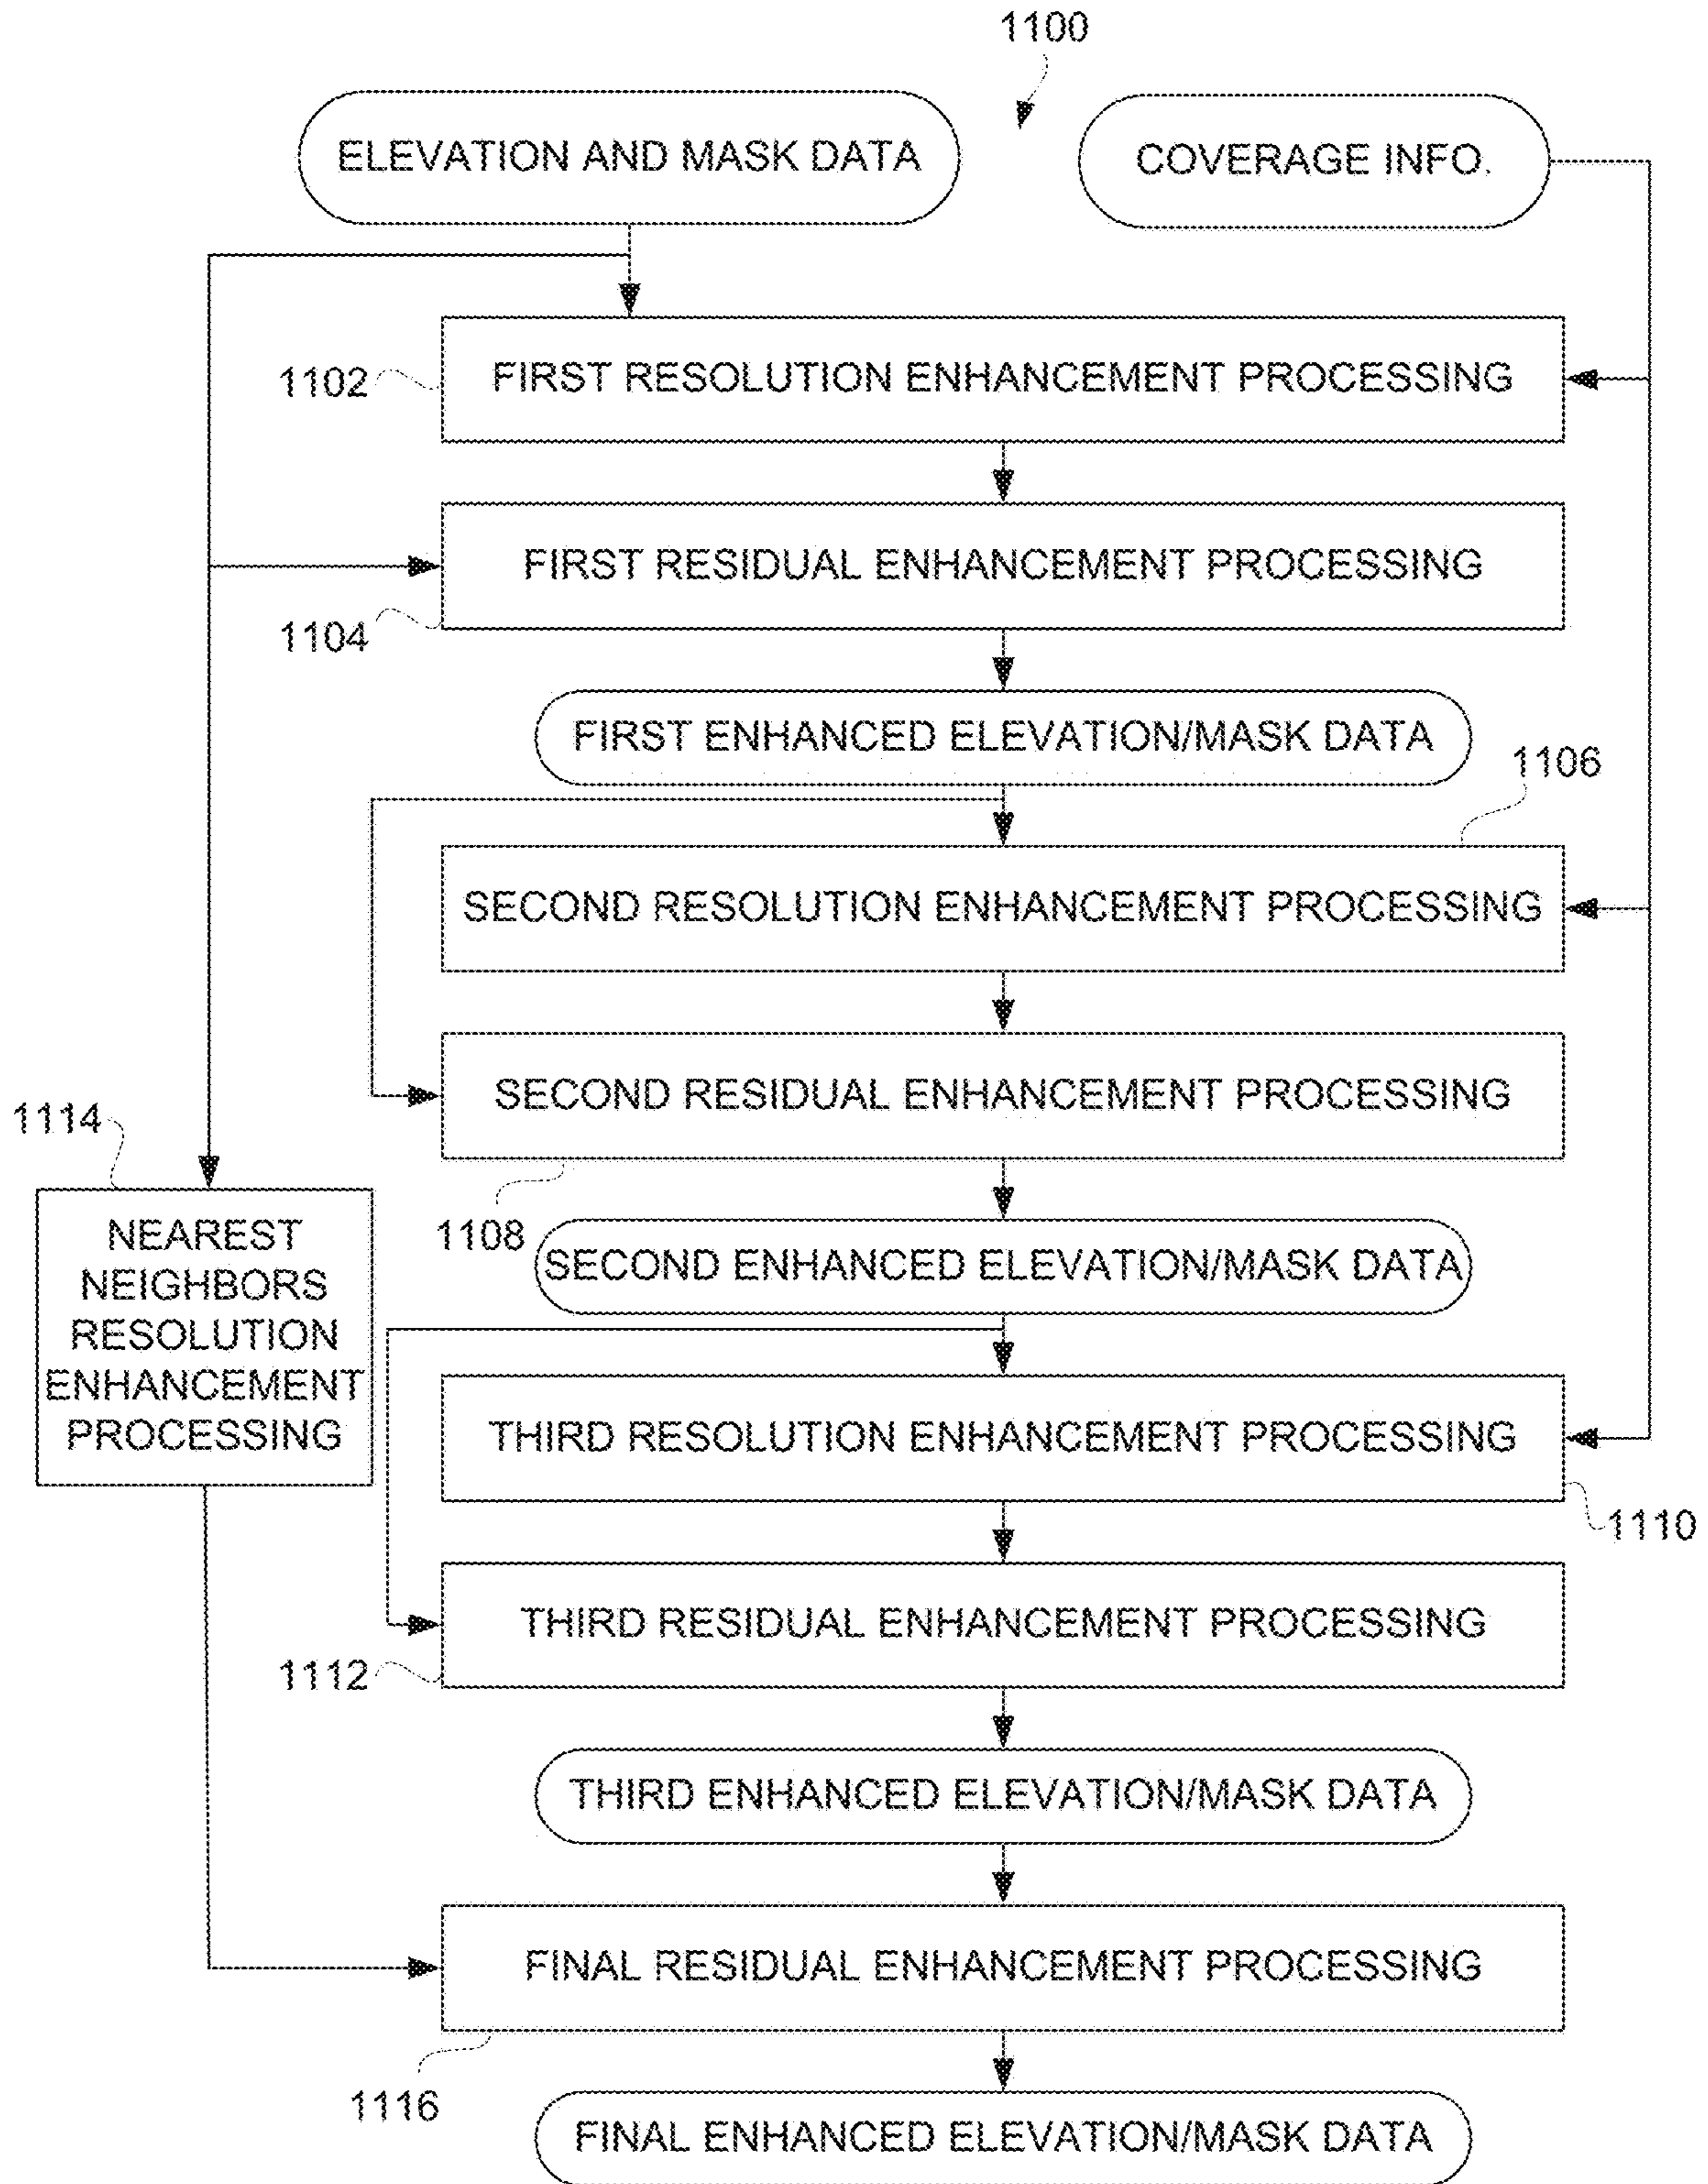 1100
ELEVATION AND MASK DATA
COVERAGE INFO.
1102
FIRST RESOLUTION ENHANCEMENT PROCESSING
FIRST RESIDUAL ENHANCEMENT PROCESSING
1104
FIRST ENHANCED ELEVATION/MASK DATA
1106
SECOND RESOLUTION ENHANCEMENT PROCESSING
SECOND RESIDUAL ENHANCEMENT PROCESSING
1114
1108
NEAREST
NEIGHBORS
RESOLUTION
ENHANCEMENT
PROCESSING
SECOND ENHANCED ELEVATION/MASK DATA
THIRD RESOLUTION ENHANCEMENT PROCESSING
1110
THIRD RESIDUAL ENHANCEMENT PROCESSING
1112
THIRD ENHANCED ELEVATION/MASK DATA
FINAL RESIDUAL ENHANCEMENT PROCESSING
1116
FINAL ENHANCED ELEVATION/MASK DATA